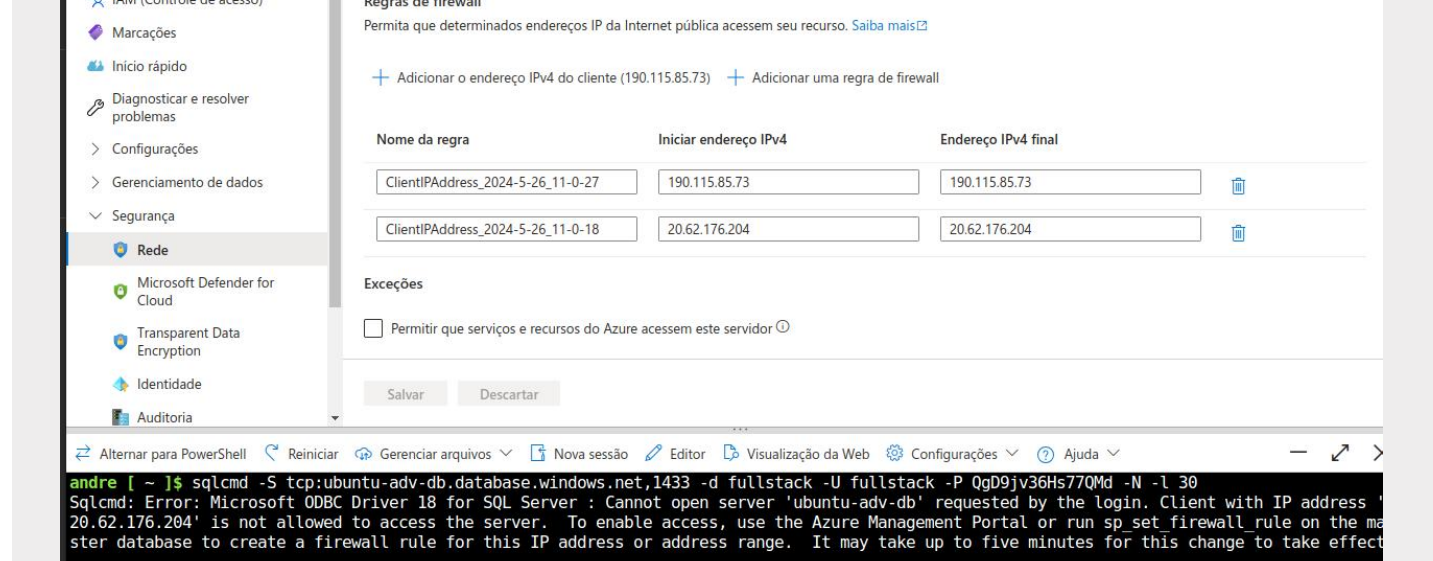 IAM (Controle de acesso)
Marcações
Início rápido
Diagnosticar e resolver
problemas
Configurações
Gerenciamento de dados
Segurança
Rede
Microsoft Defender for
Cloud
Transparent Data
Encryption
Identidade
Auditoria
Regras de firewall
Permita que determinados endereços IP da Internet pública acessem seu recurso. Saiba mais
Adicionar o endereço IPv4 do cliente (190.115.85.73) Adicionar uma regra de firewall
Nome da regra Iniciar endereço IPv4 Endereço IPv4 final
ClientIPAddress_2024-5-26_11-0-27 190.115.85.73 190.115.85.73
ClientIPAddress_2024-5-26_11-0-18 20.62.176.204 20.62.176.204
Exceções
Permitir que serviços e recursos do Azure acessem este servidor
Salvar Descartar
Alternar para PowerShell Reiniciar Gerenciar arquivos Nova sessão Editor Visualização da Web Configurações Ajuda
andre [ ~ ]$ sqlcmd -S tcp:ubuntu-adv-db.database.windows.net,1433 -d fullstack -U fullstack -P QgD9jv36Hs77QMd -N -l 30
Sqlcmd: Error: Microsoft ODBC Driver 18 for SQL Server : Cannot open server 'ubuntu-adv-db' requested by the login. Client with IP address '
20.62.176.204' is not allowed to access the server.  To enable access, use the Azure Management Portal or run sp_set_firewall_rule on the ma
ster database to create a firewall rule for this IP address or address range.  It may take up to five minutes for this change to take effect